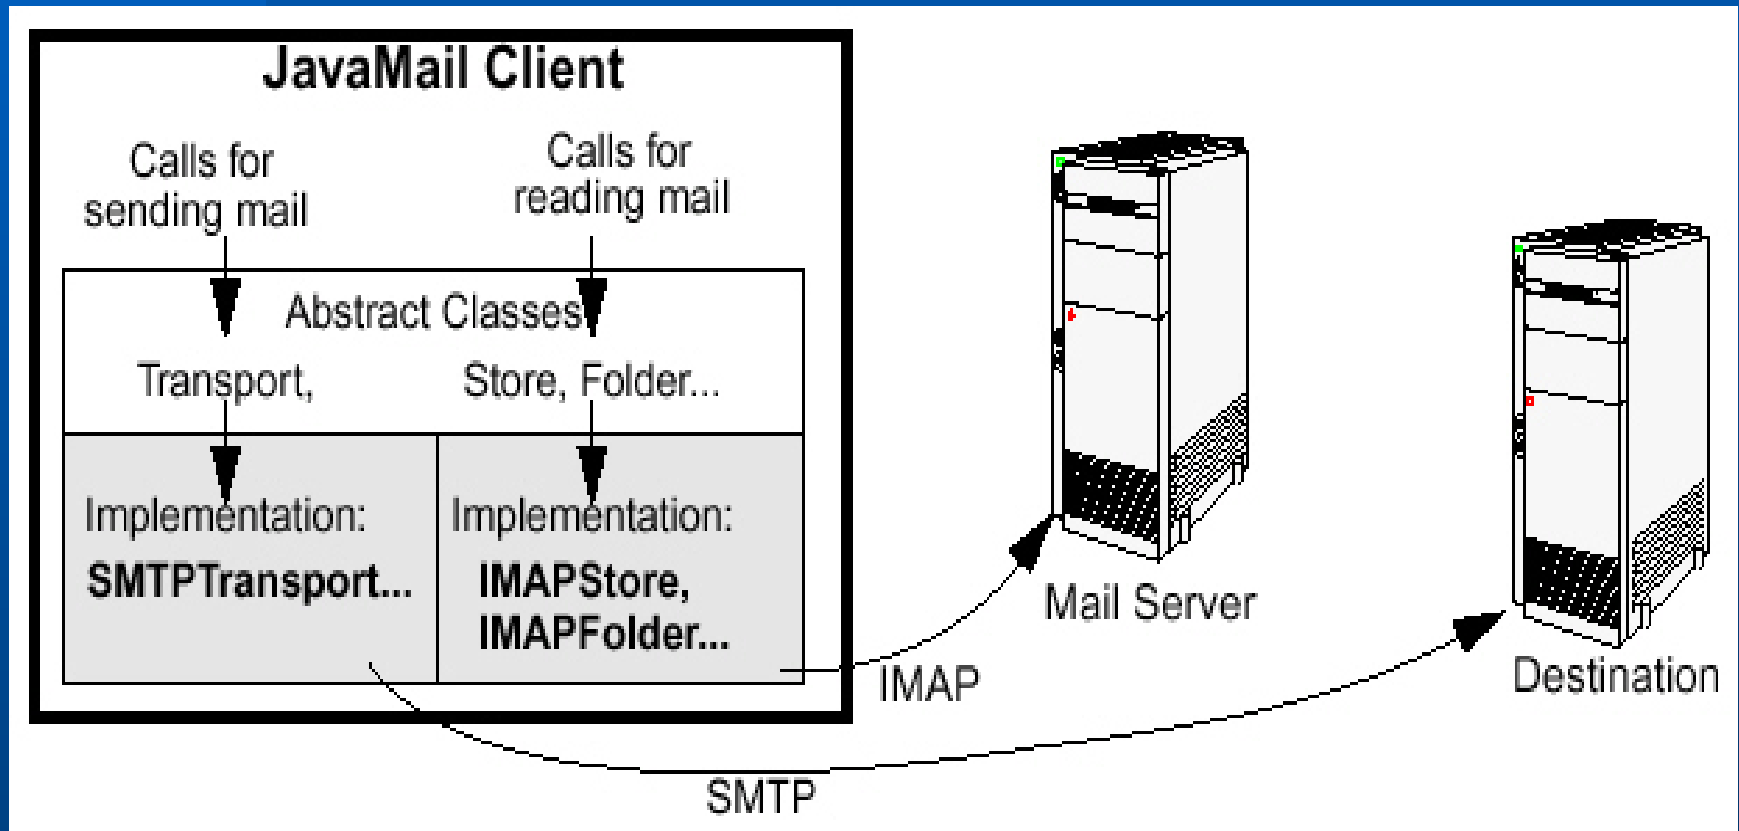 JavaMail Client
Calls for
sending mail
Calls for
reading mail
Abstract Classes
Transport,
Store, Folder...
Implementation:
SMTPTransport...
Implementation:
IMAPStore,
IMAPFolder...
Mail Server
IMAP
Destination
SMTP